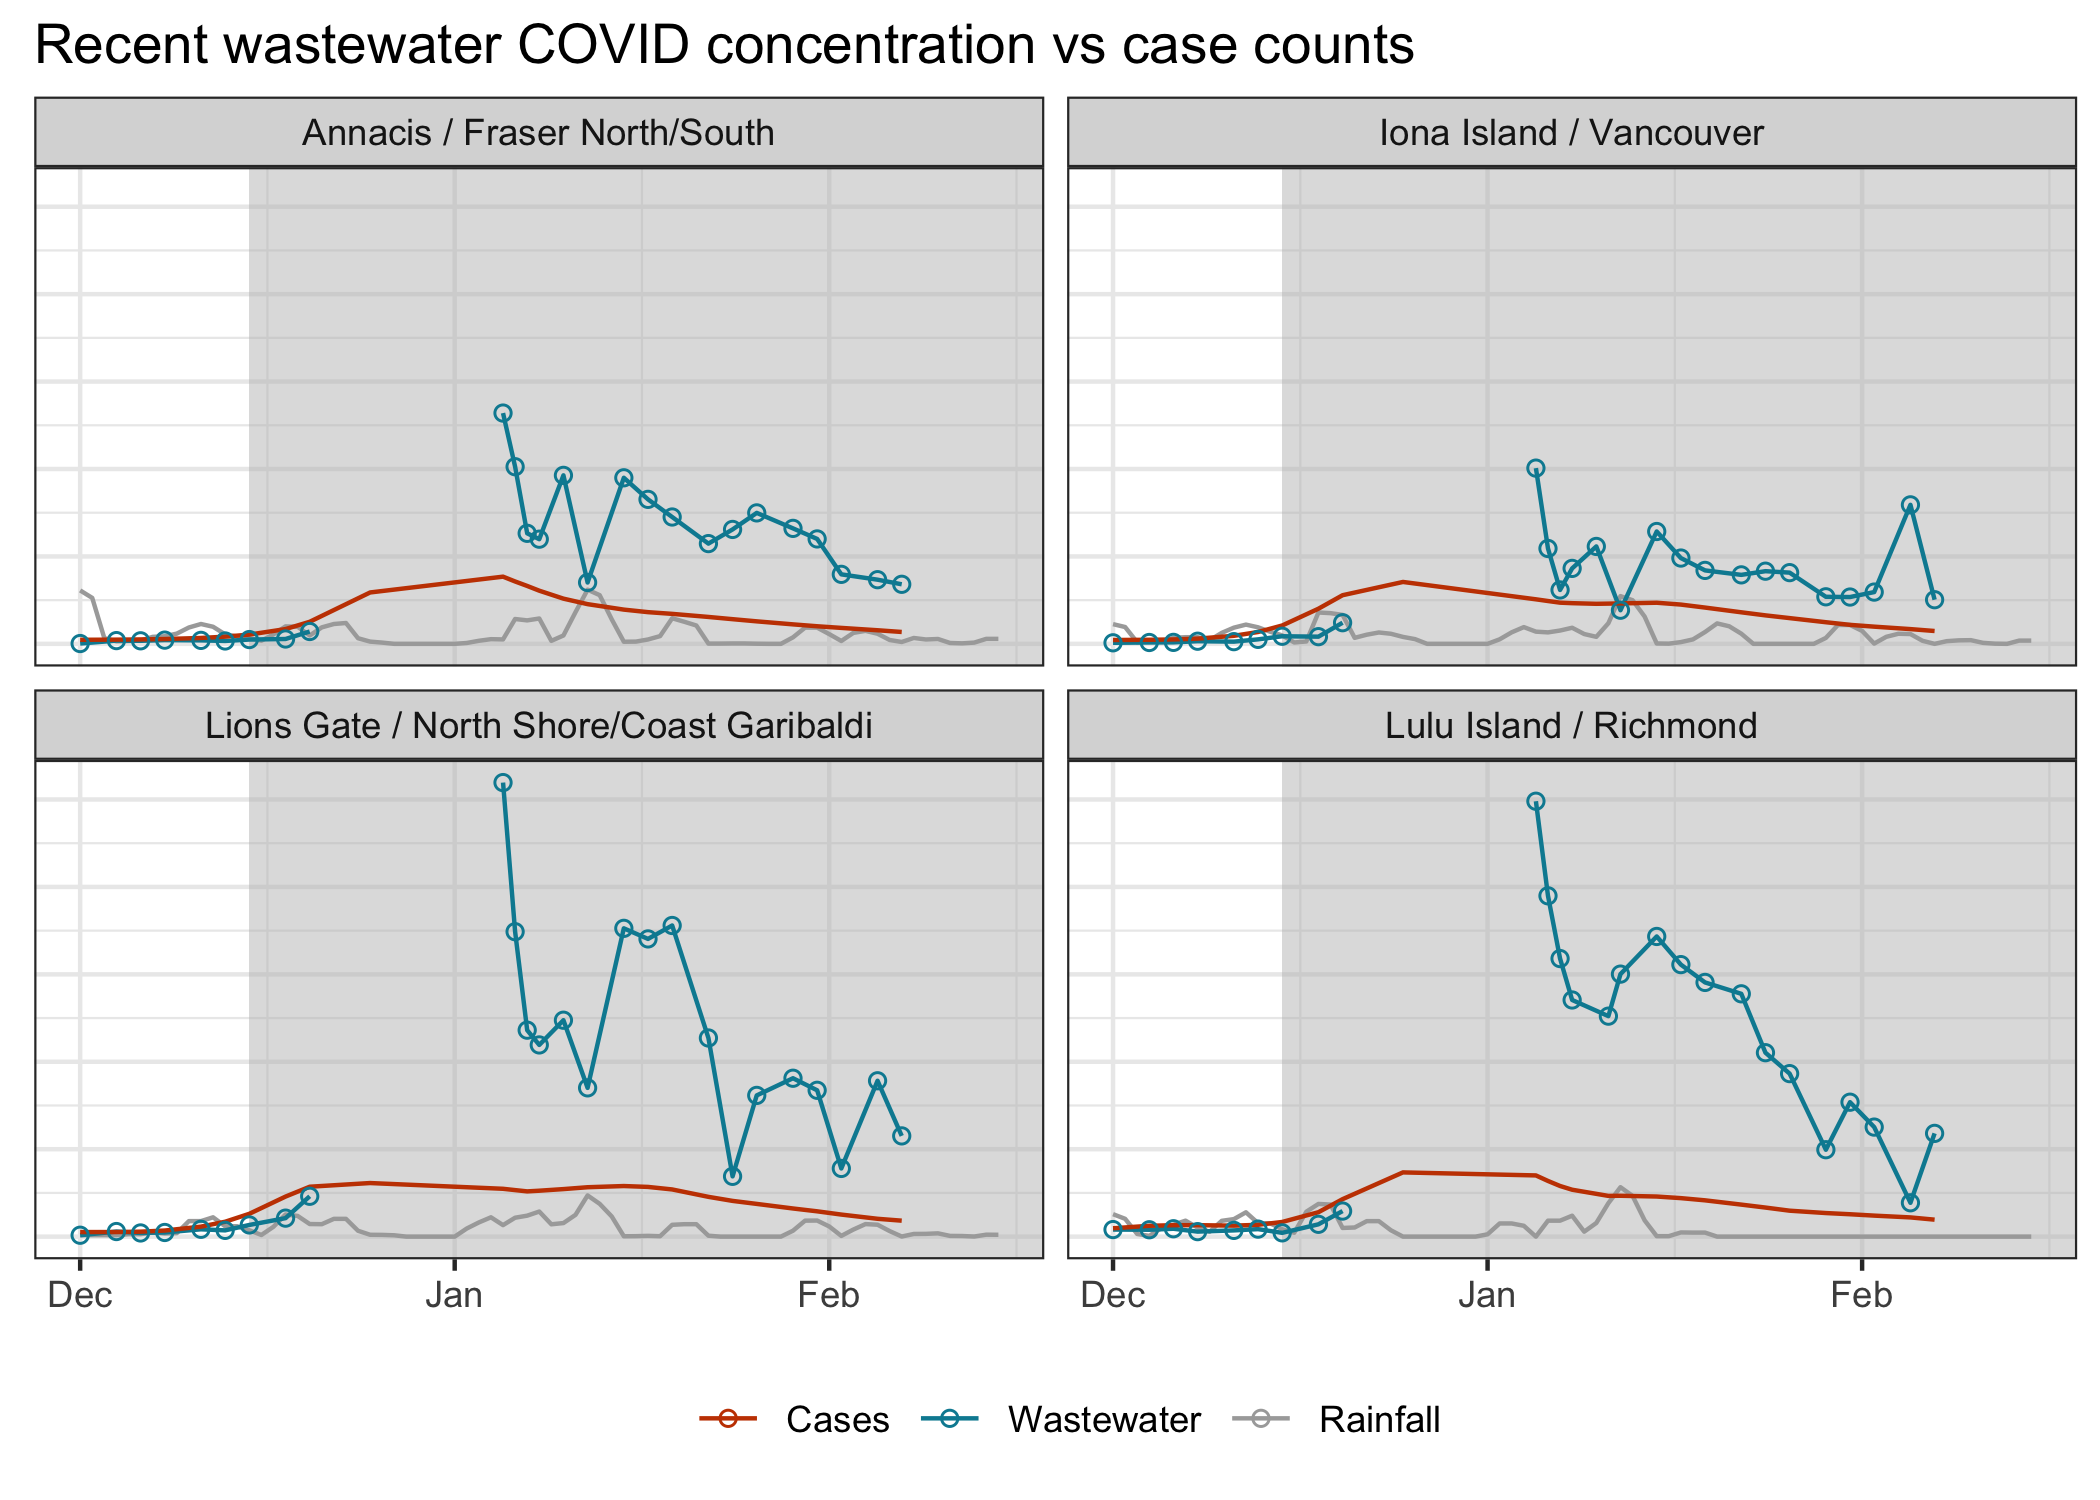 Recent wastewater COVID concentration vs case counts
Annacis / Fraser North/South
Iona Island / Vancouver
Lions Gate / North Shore/Coast Garibaldi
Lulu Island / Richmond
Dec Jan Feb Dec Jan Feb
Cases Wastewater Rainfall